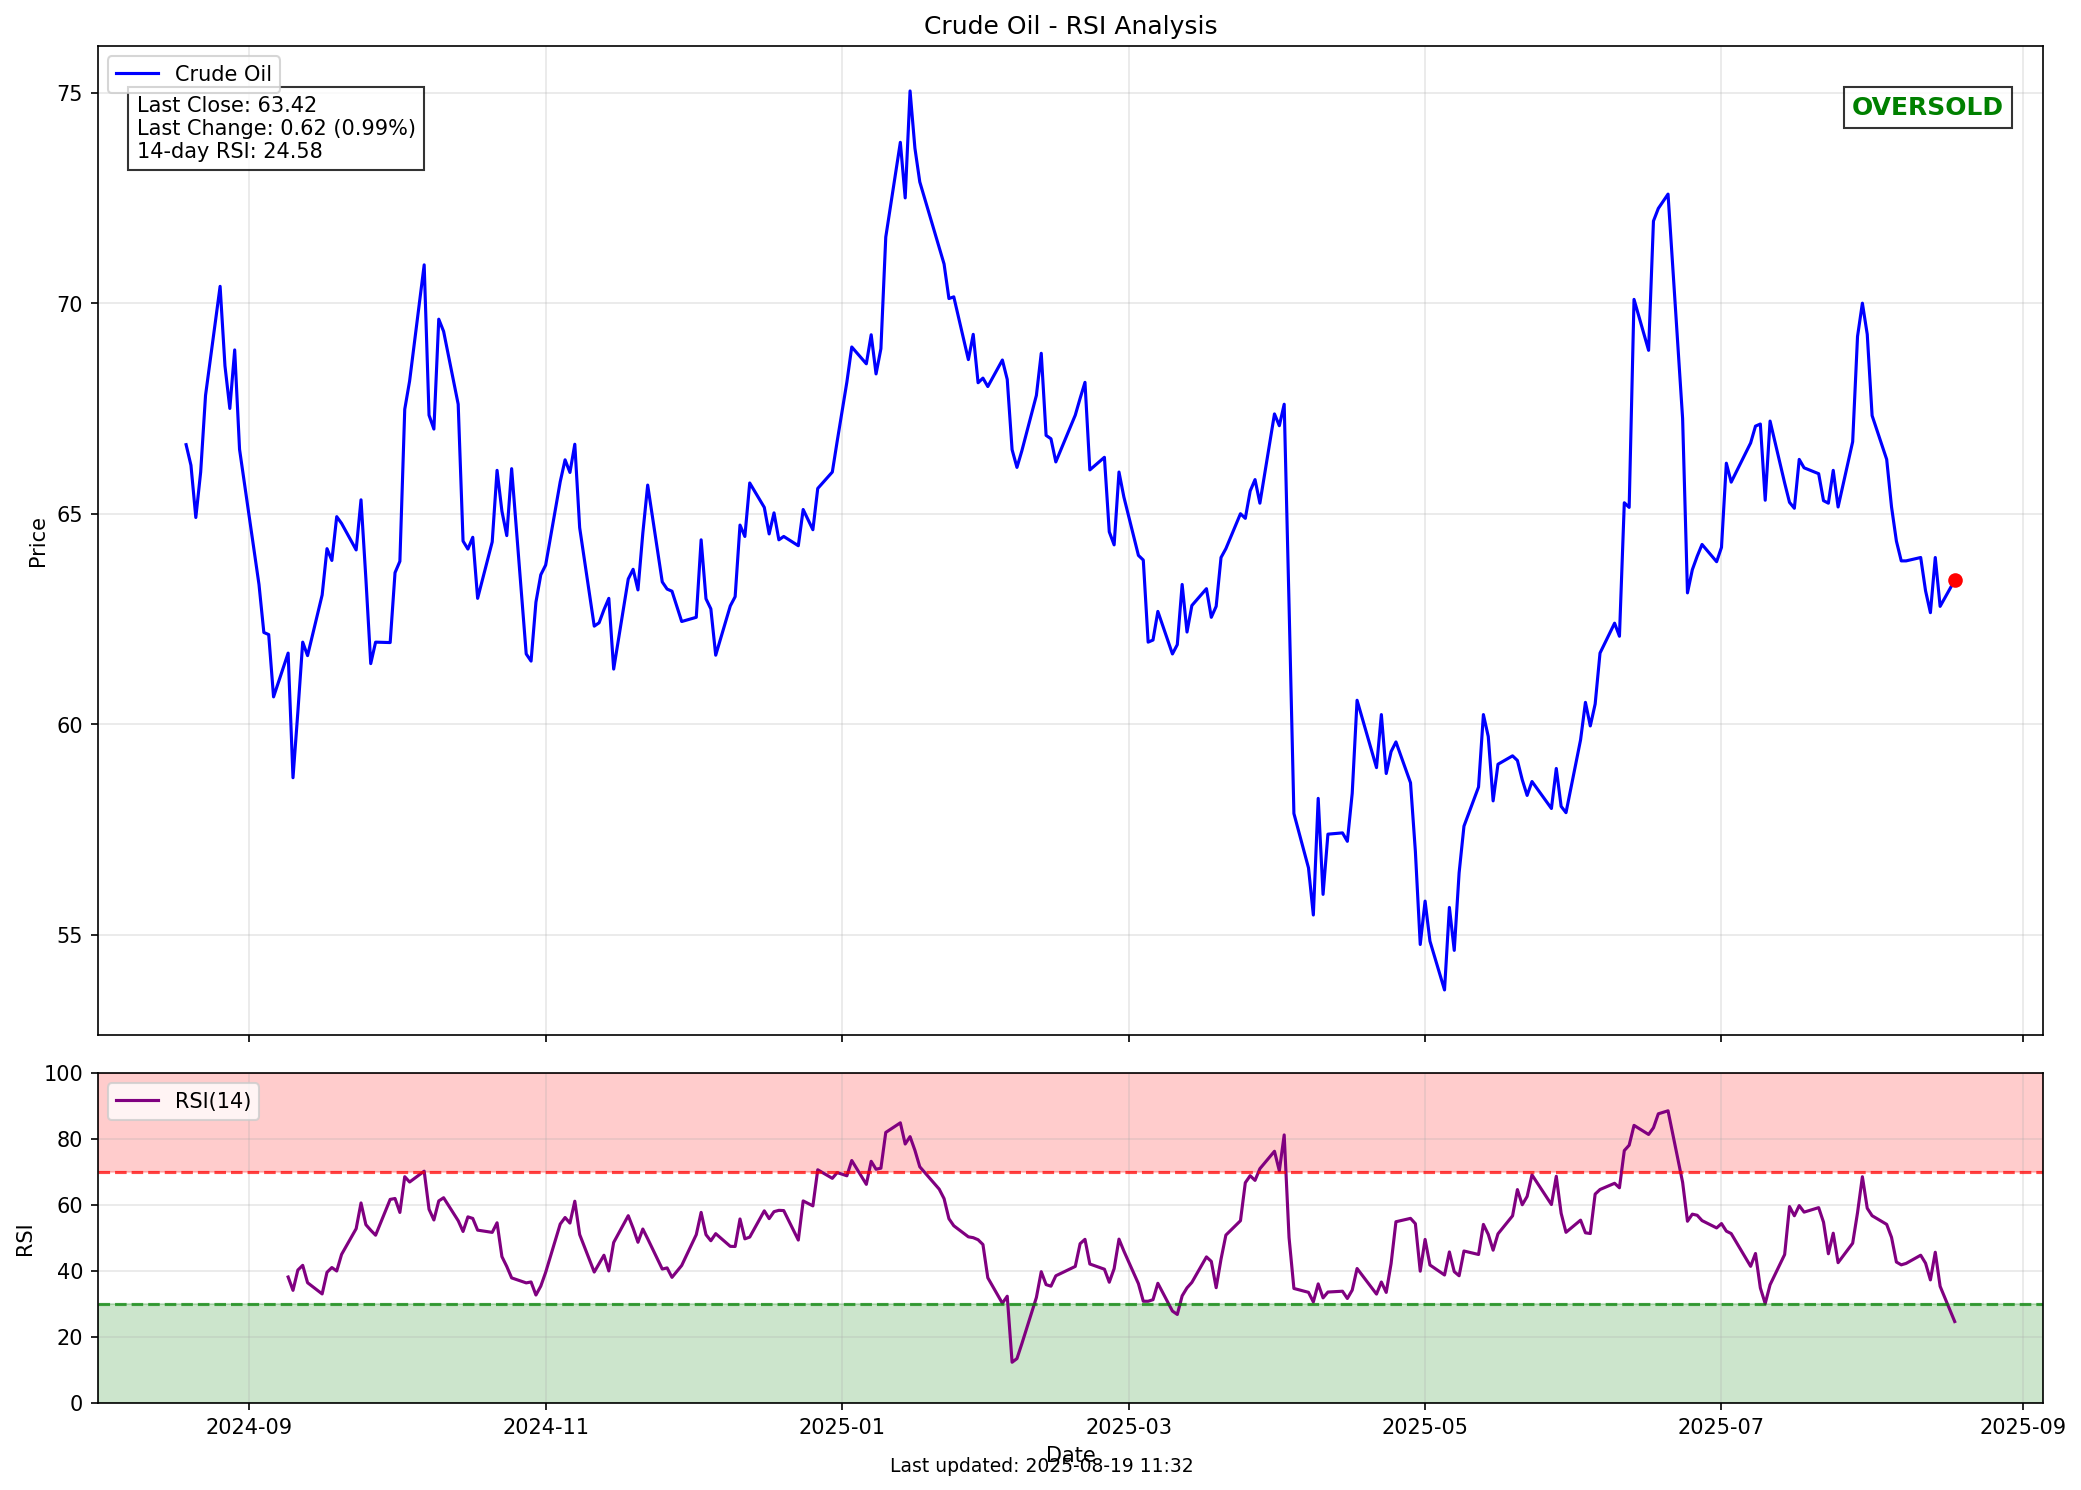 Crude Oil - RSI Analysis
Crude Oil
Last Close: 63.42
Last Change: 0.62 (0.99%)
14-day RSI: 24.58
OVERSOLD
Price
75
70
65
60
55
RSI(14)
RSI
100
80
60
40
20
0
2024-09
2024-11
2025-01
2025-03
2025-05
2025-07
2025-09
Date
Last updated: 2025-08-19 11:32